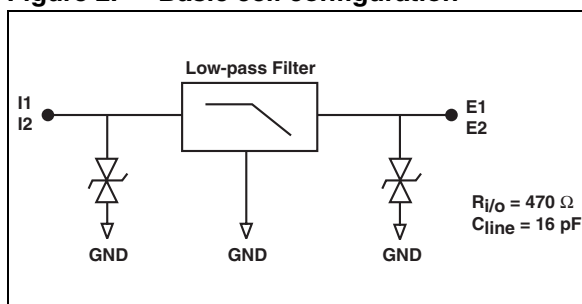 Figure 2. Basic cell configuration
Low-pass Filter
I1
I2
E1
E2
Ri/o = 470 Ω
Cline = 16 pF
GND
GND
GND